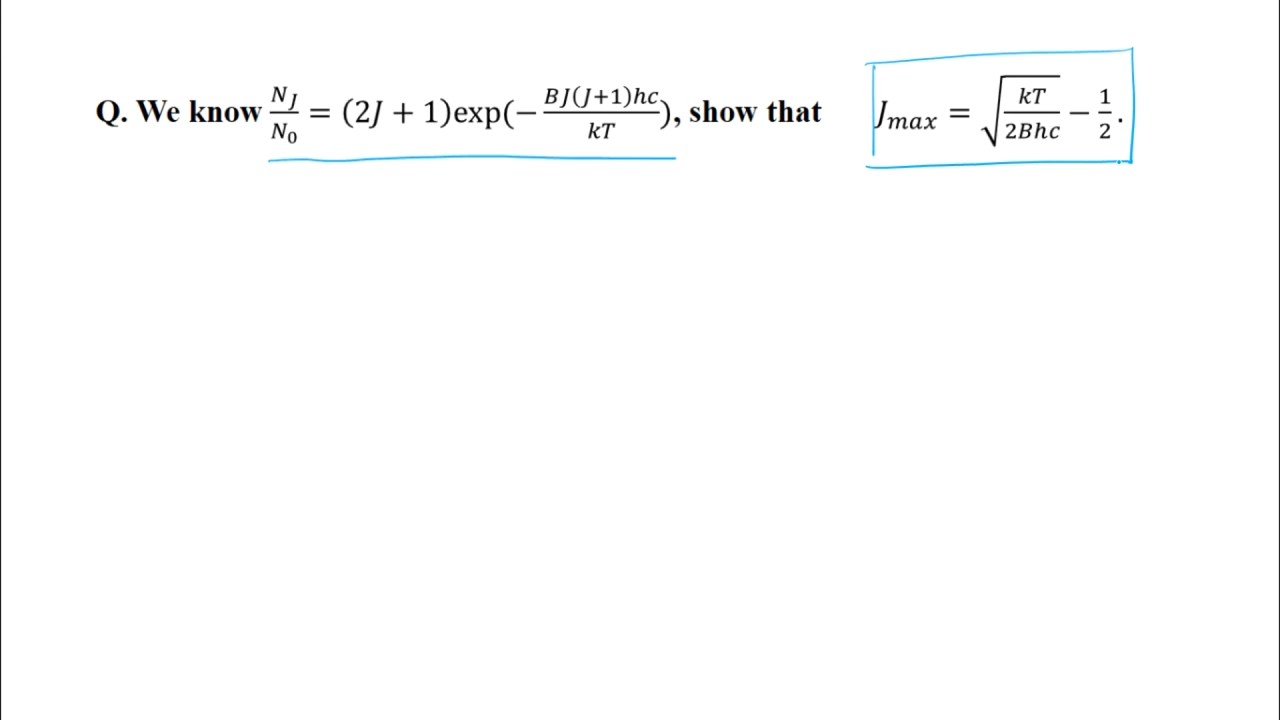 Q. We know N_J/N_0 = (2J + 1)exp(−BJ(J+1)hc/kT), show that J_max = √(kT/2Bhc) − 1/2.